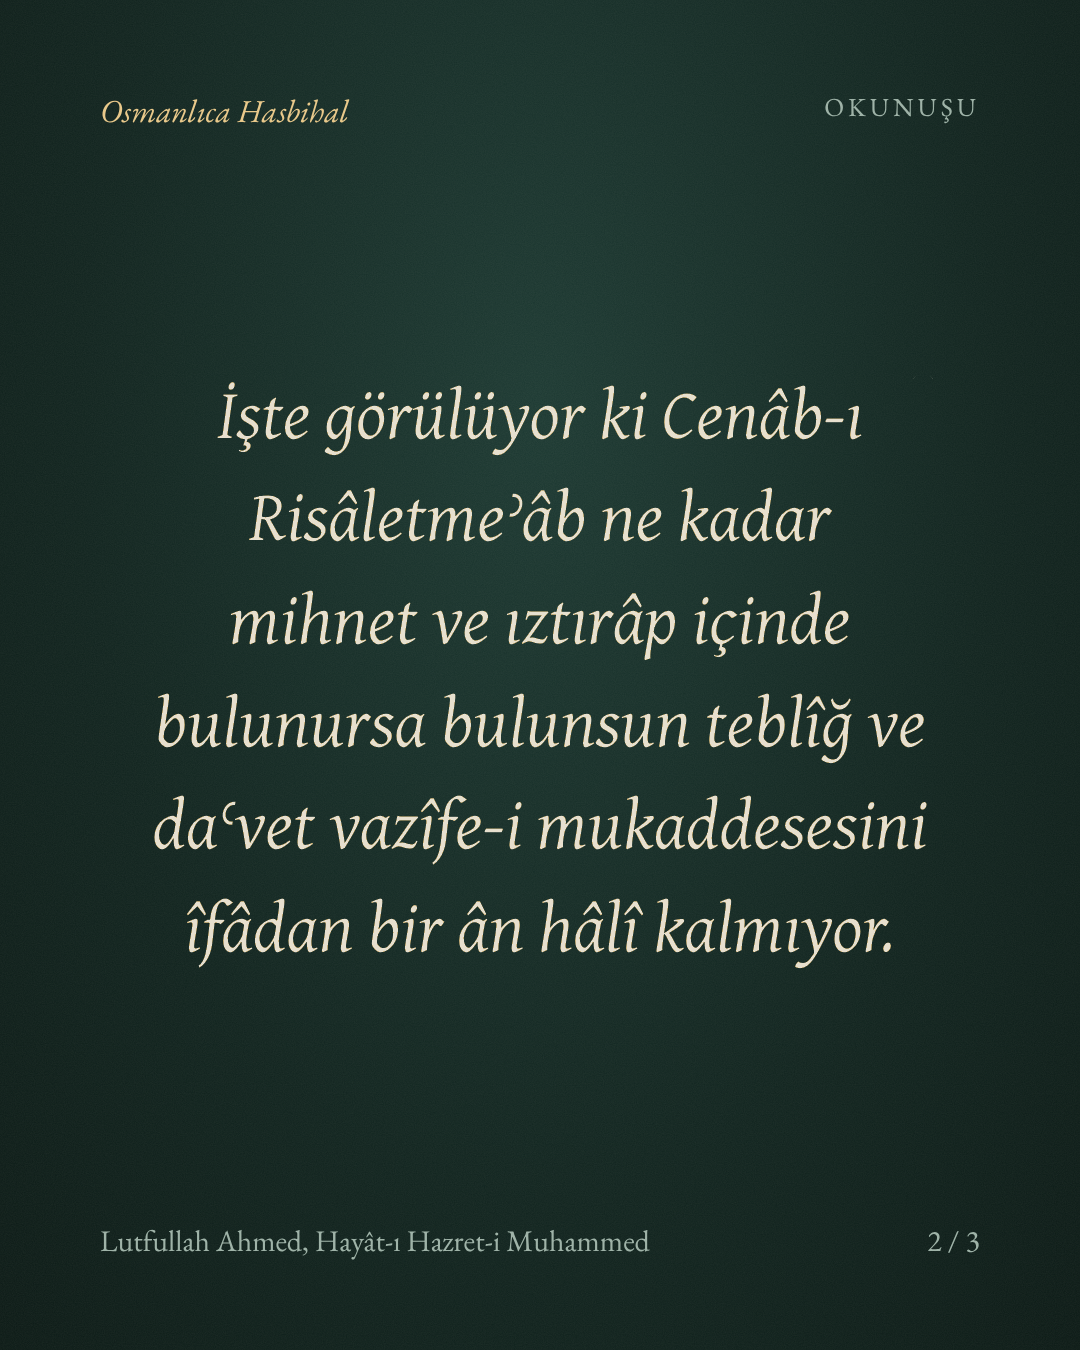 Osmanlıca Hasbihal
OKUNUŞU
İşte görülüyor ki Cenâb-ı
Risâletmeʾâb ne kadar
mihnet ve ıztırâp içinde
bulunursa bulunsun teblîğ ve
daʿvet vazîfe-i mukaddesesini
îfâdan bir ân hâlî kalmıyor.
Lutfullah Ahmed, Hayât-ı Hazret-i Muhammed
2 / 3